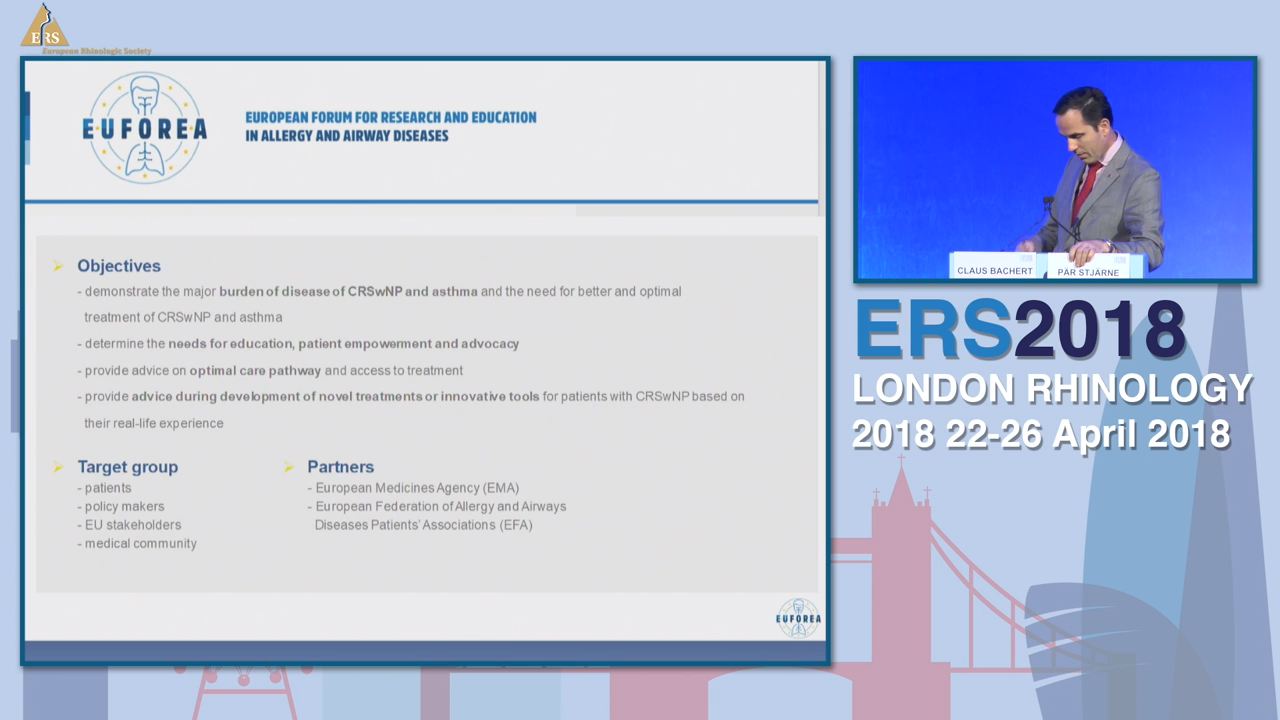 ERS
European Rhinologic Society
EUFOREA
EUROPEAN FORUM FOR RESEARCH AND EDUCATION
IN ALLERGY AND AIRWAY DISEASES
Objectives
- demonstrate the major burden of disease of CRSwNP and asthma and the need for better and optimal
treatment of CRSwNP and asthma
- determine the needs for education, patient empowerment and advocacy
- provide advice on optimal care pathway and access to treatment
- provide advice during development of novel treatments or innovative tools for patients with CRSwNP based on
their real-life experience
Target group
- patients
- policy makers
- EU stakeholders
- medical community
Partners
- European Medicines Agency (EMA)
- European Federation of Allergy and Airways
Diseases Patients' Associations (EFA)
EUFOREA
CLAUS BACHERT
PÄR STJÄRNE
ERS2018
LONDON RHINOLOGY
2018 22-26 April 2018